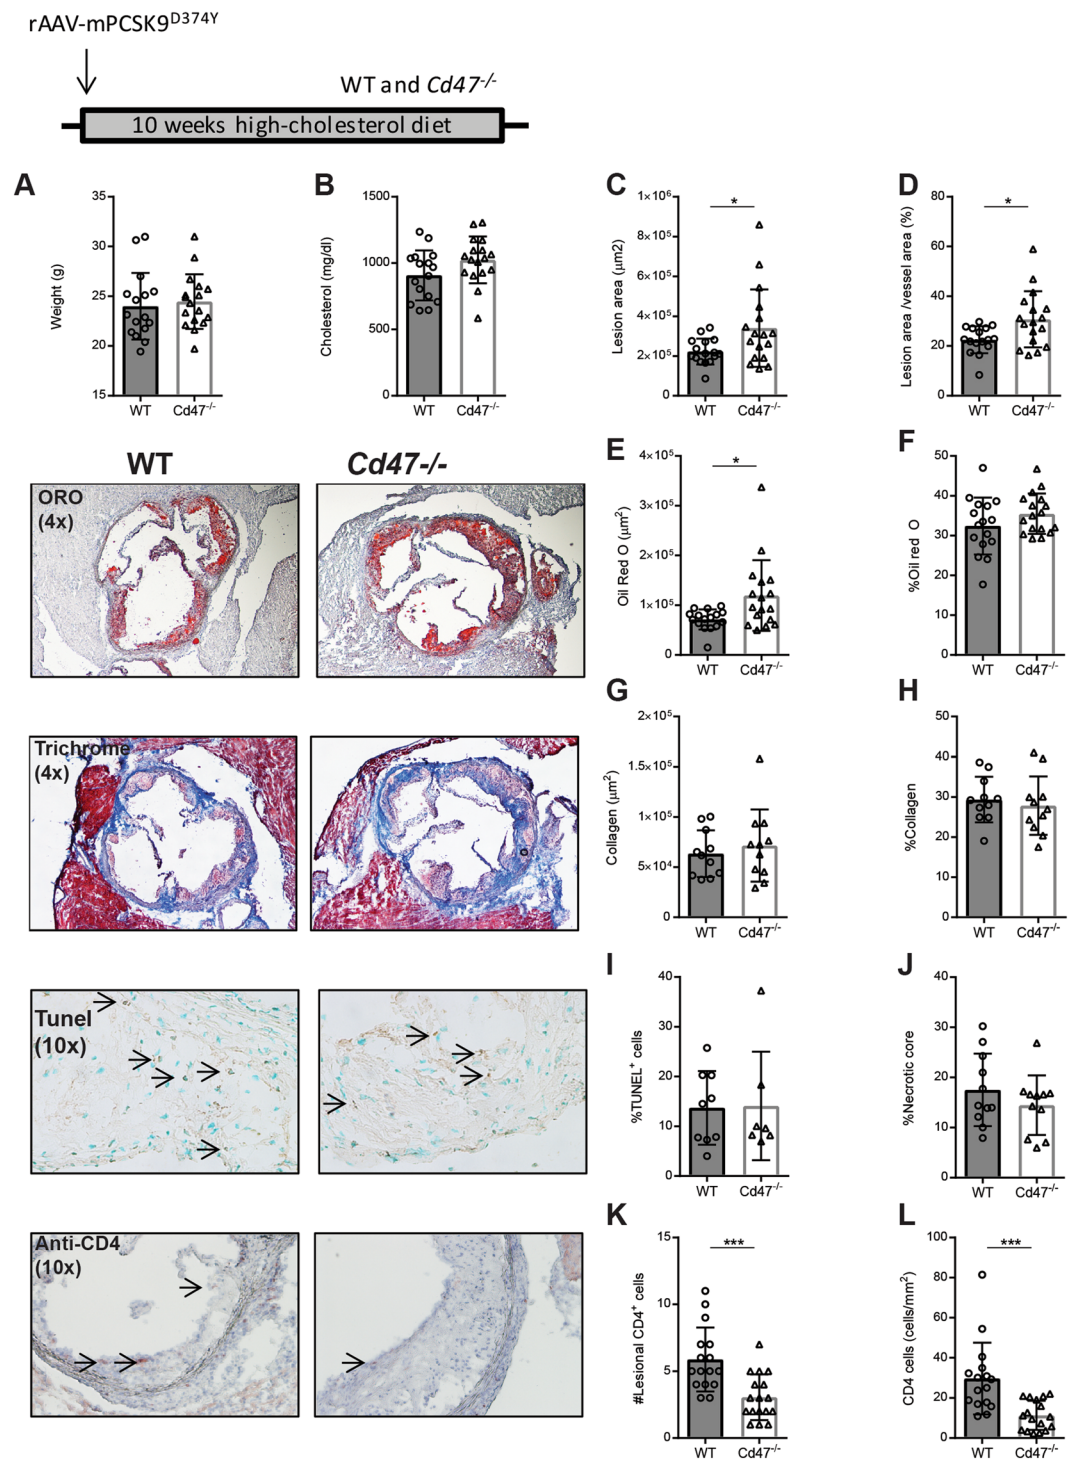 rAAV-mPCSK9D374Y
WT and Cd47-/-
10 weeks high-cholesterol diet
A
35
30
25
20
15
Weight (g)
WT
Cd47-/-
B
1500
1000
500
0
Cholesterol (mg/dl)
WT
Cd47-/-
C
1×10⁶
8×10⁵
6×10⁵
4×10⁵
2×10⁵
0
Lesion area (μm2)
*
WT
Cd47-/-
D
80
60
40
20
0
Lesion area /vessel area (%)
*
WT
Cd47-/-
WT
Cd47-/-
ORO
(4x)
E
4×10⁵
3×10⁵
2×10⁵
1×10⁵
0
Oil Red O (μm²)
*
WT
Cd47-/-
F
50
40
30
20
10
0
%Oil red O
WT
Cd47-/-
Trichrome
(4x)
G
2×10⁵
1.5×10⁵
1×10⁵
5×10⁴
0
Collagen (μm²)
WT
Cd47-/-
H
50
40
30
20
10
0
%Collagen
WT
Cd47-/-
Tunel
(10x)
I
40
30
20
10
0
%TUNEL⁺ cells
WT
Cd47-/-
J
40
30
20
10
0
%Necrotic core
WT
Cd47-/-
Anti-CD4
(10x)
K
15
10
5
0
#Lesional CD4⁺ cells
***
WT
Cd47-/-
L
100
80
60
40
20
0
CD4 cells (cells/mm²)
***
WT
Cd47-/-